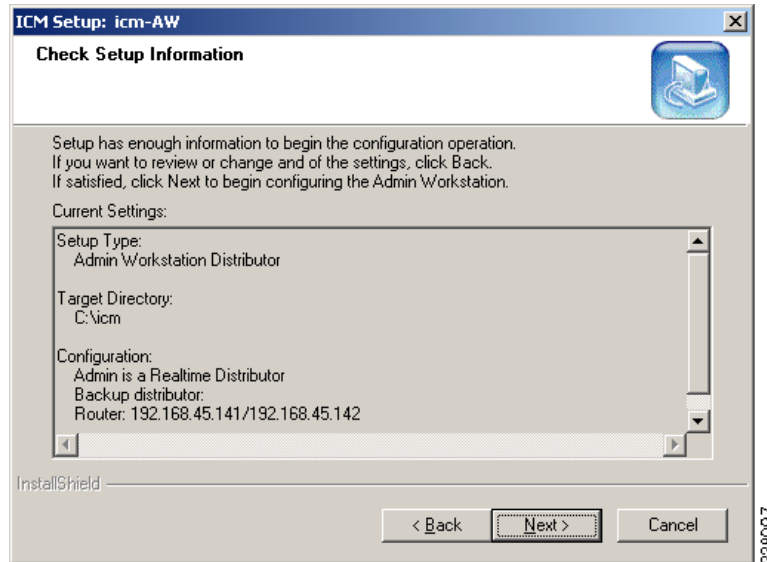 ICM Setup: icm-AW
Check Setup Information
Setup has enough information to begin the configuration operation.
If you want to review or change and of the settings, click Back.
If satisfied, click Next to begin configuring the Admin Workstation.
Current Settings:
Setup Type:
Admin Workstation Distributor
Target Directory:
C:\icm
Configuration:
Admin is a Realtime Distributor
Backup distributor:
Router: 192.168.45.141/192.168.45.142
InstallShield
< Back
Next >
Cancel